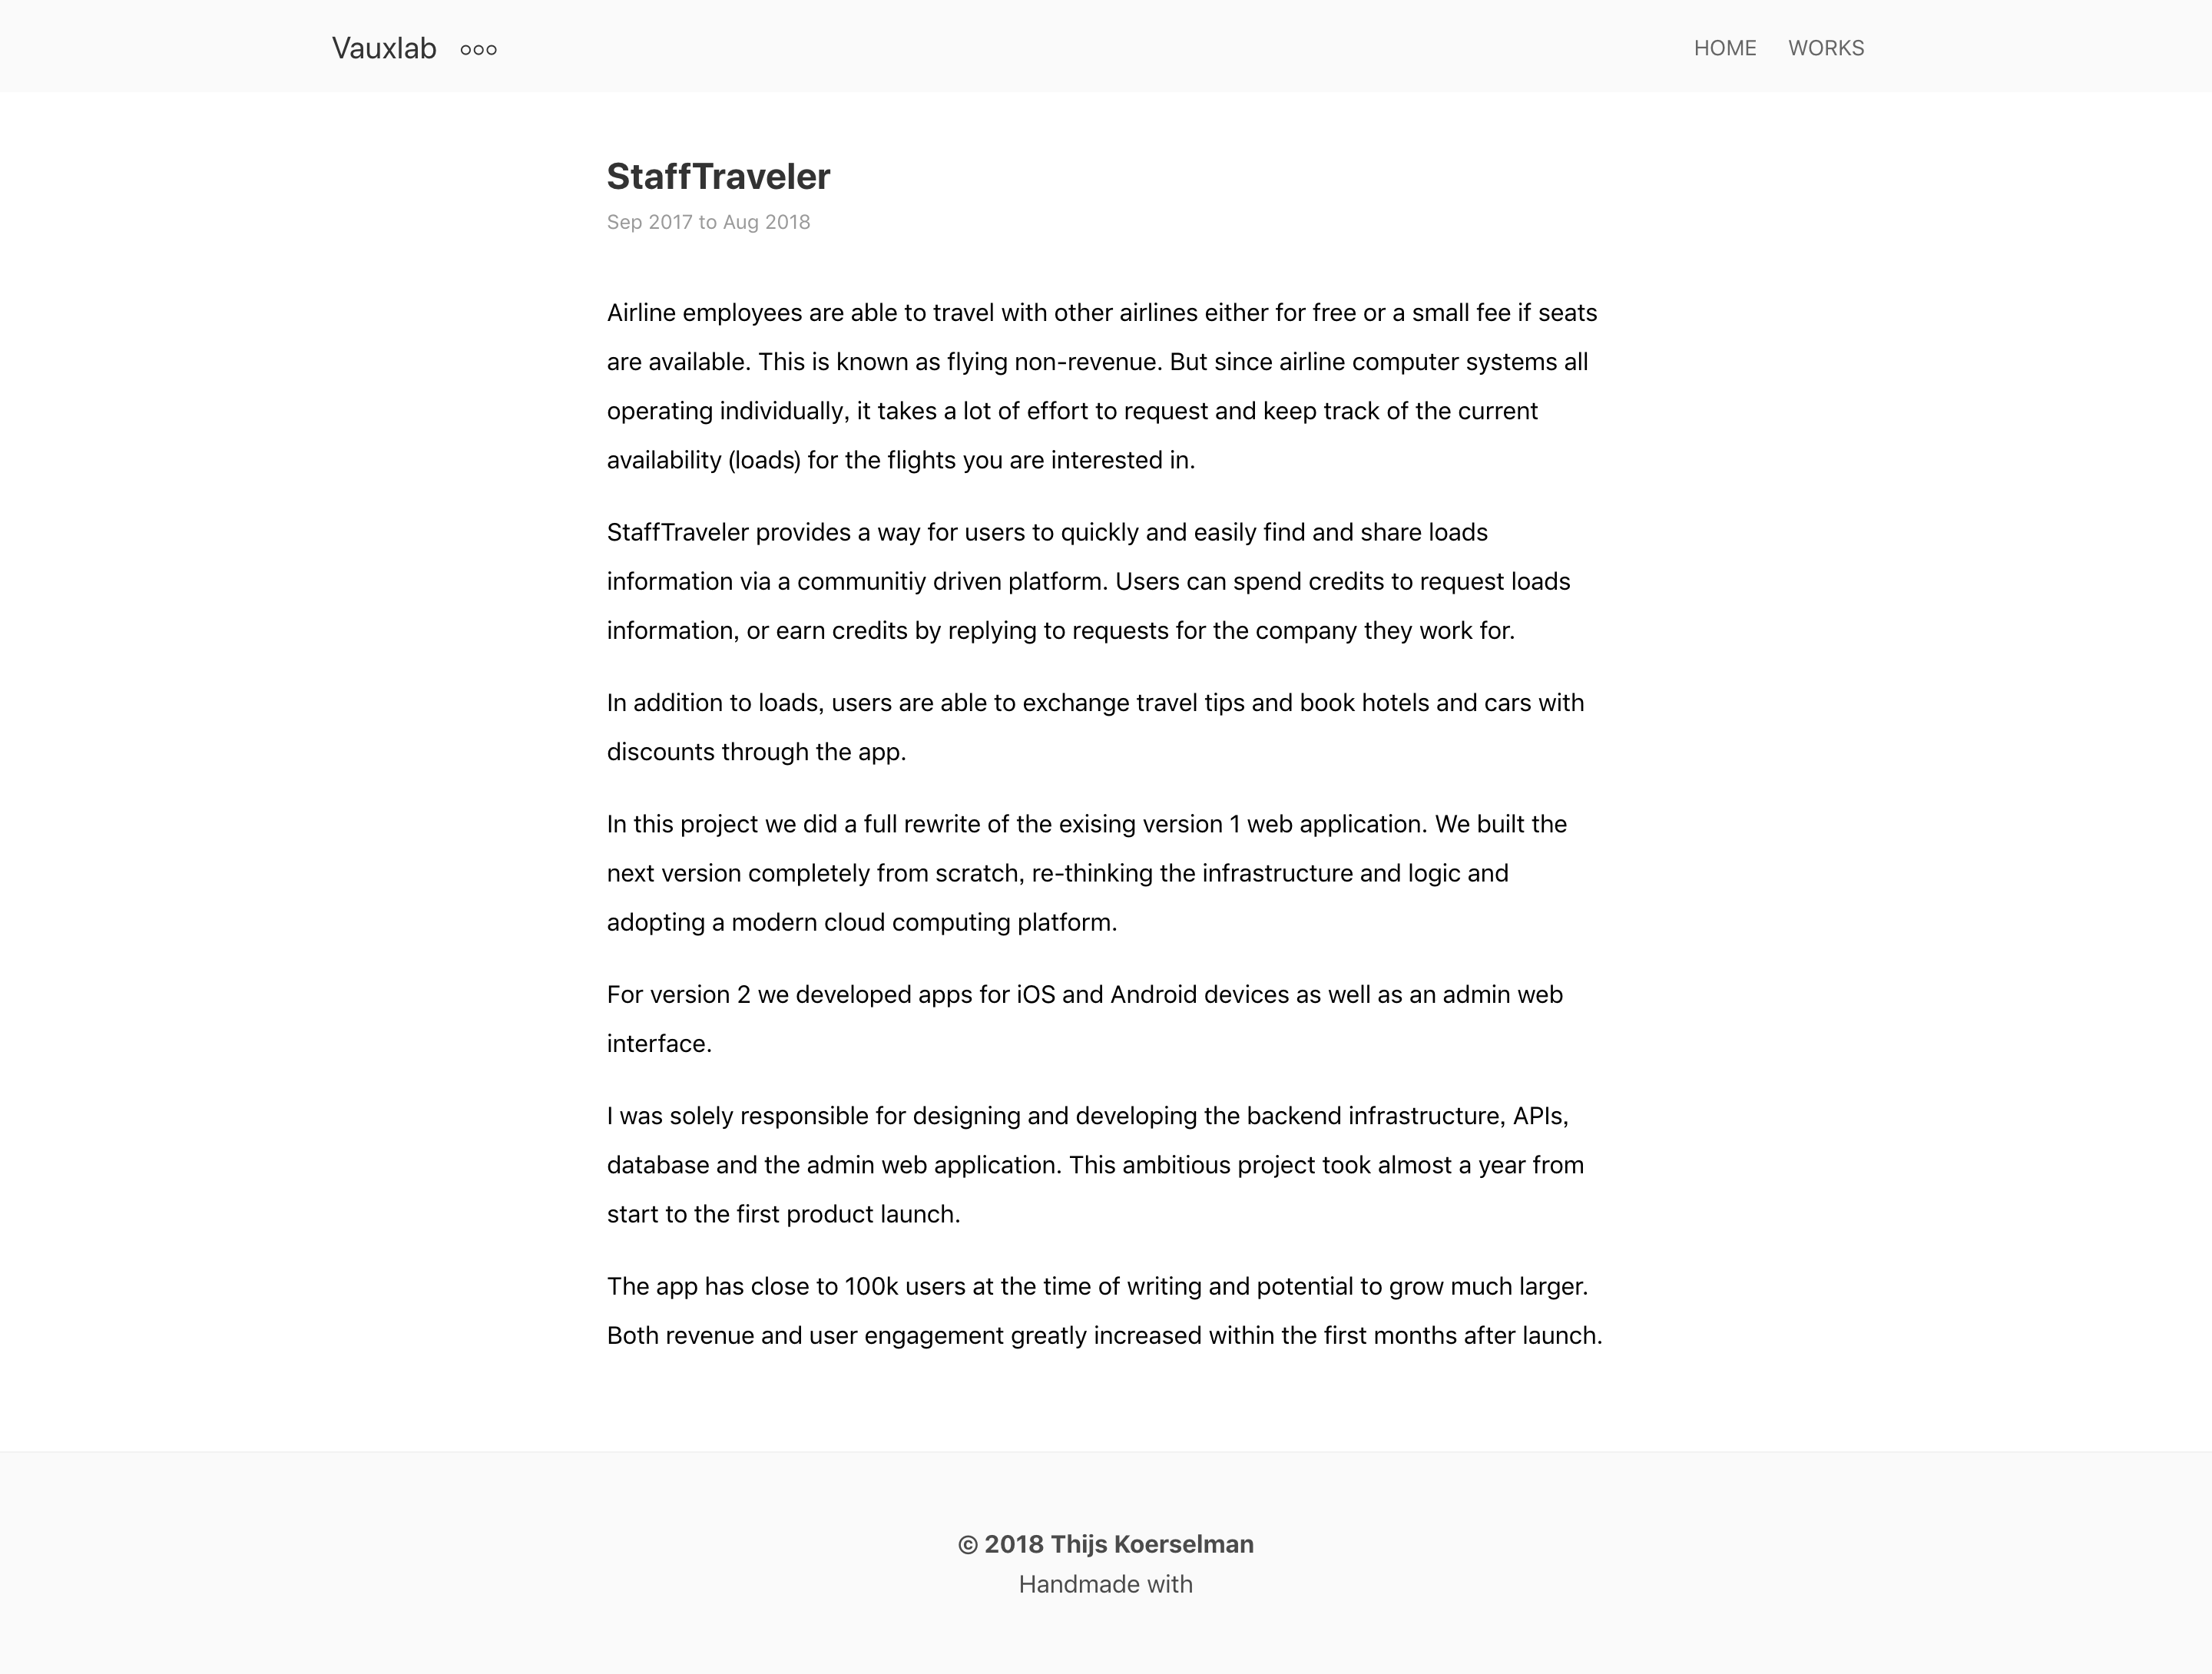 Vauxlab
HOME WORKS
StaffTraveler
Sep 2017 to Aug 2018
Airline employees are able to travel with other airlines either for free or a small fee if seats
are available. This is known as flying non-revenue. But since airline computer systems all
operating individually, it takes a lot of effort to request and keep track of the current
availability (loads) for the flights you are interested in.
StaffTraveler provides a way for users to quickly and easily find and share loads
information via a communitiy driven platform. Users can spend credits to request loads
information, or earn credits by replying to requests for the company they work for.
In addition to loads, users are able to exchange travel tips and book hotels and cars with
discounts through the app.
In this project we did a full rewrite of the exising version 1 web application. We built the
next version completely from scratch, re-thinking the infrastructure and logic and
adopting a modern cloud computing platform.
For version 2 we developed apps for iOS and Android devices as well as an admin web
interface.
I was solely responsible for designing and developing the backend infrastructure, APIs,
database and the admin web application. This ambitious project took almost a year from
start to the first product launch.
The app has close to 100k users at the time of writing and potential to grow much larger.
Both revenue and user engagement greatly increased within the first months after launch.
© 2018 Thijs Koerselman
Handmade with